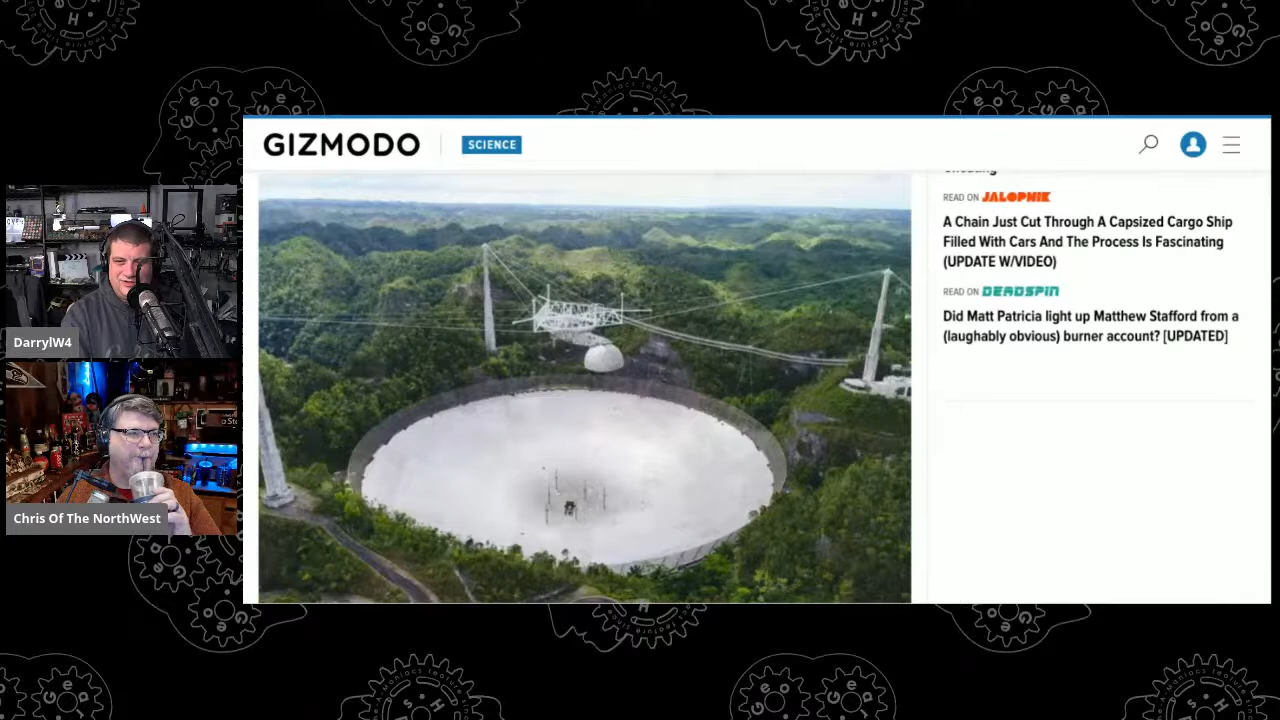 GIZMODO
SCIENCE
READ ON JALOPNIK
A Chain Just Cut Through A Capsized Cargo Ship
Filled With Cars And The Process Is Fascinating
(UPDATE W/VIDEO)
READ ON DEADSPIN
Did Matt Patricia light up Matthew Stafford from a
(laughably obvious) burner account? [UPDATED]
DarrylW4
Chris Of The NorthWest